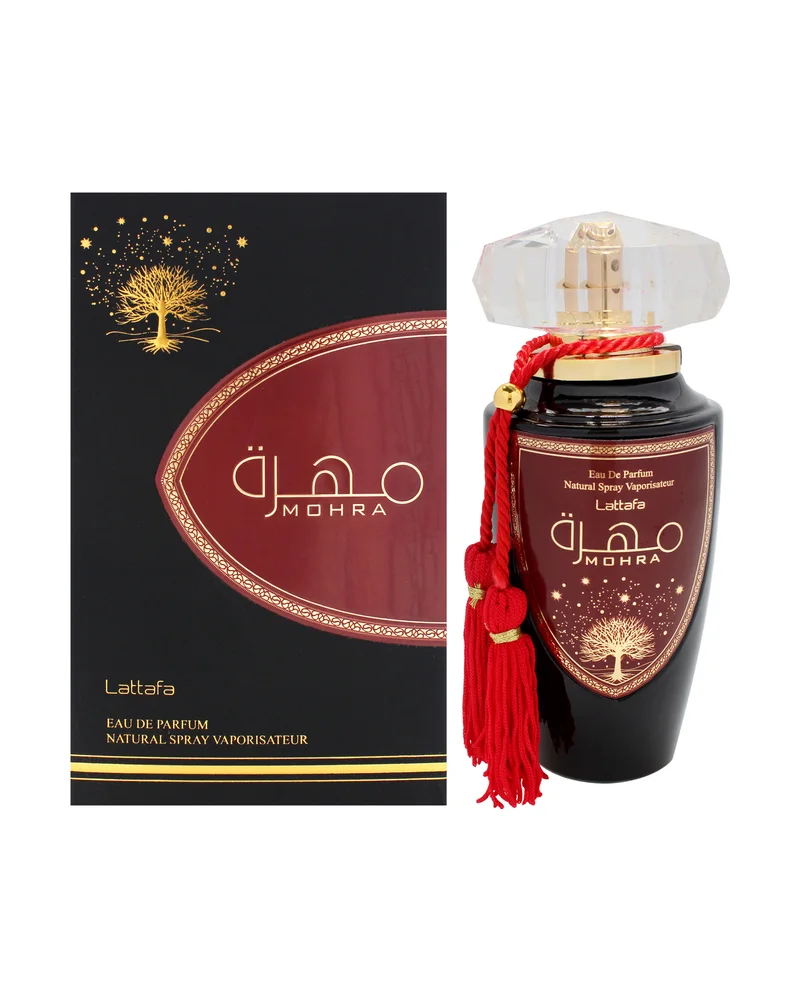 مهرة
MOHRA
Lattafa
EAU DE PARFUM
NATURAL SPRAY VAPORISATEUR
Eau De Parfum
Natural Spray Vaporisateur
Lattafa
مهرة
MOHRA